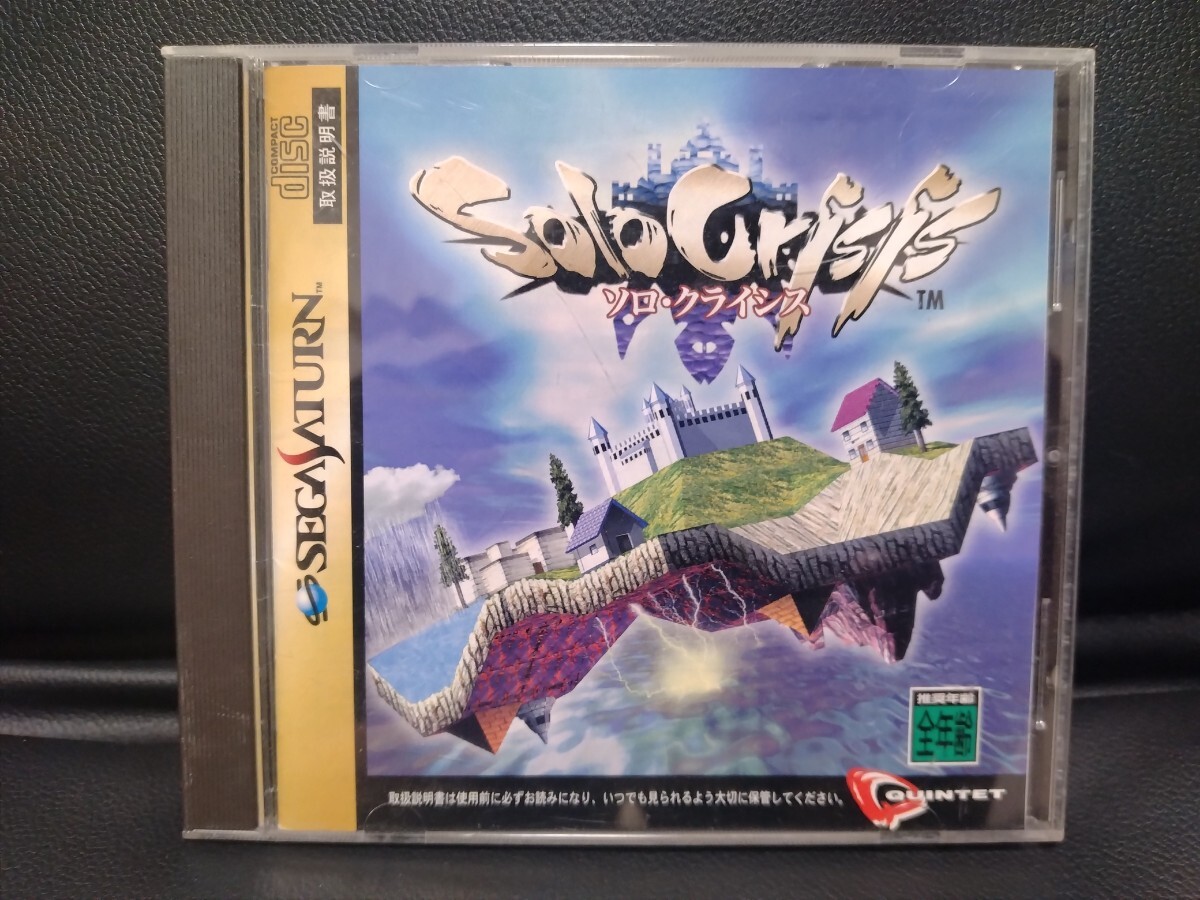 COMPACT
disc
取扱説明書
SEGA SATURN™
Solo Crysis
ソロ・クライシス
TM
推奨年齢
全年齢
取扱説明書は使用前に必ずお読みになり、いつでも見られるよう大切に保管してください。
QUINTET